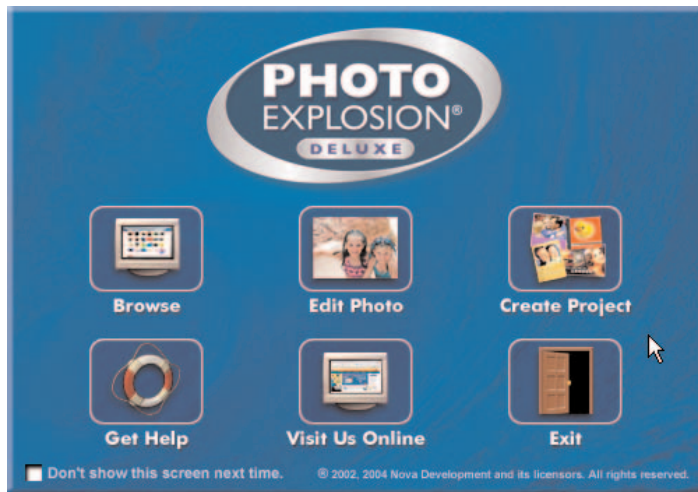 PHOTO
EXPLOSION®
DELUXE
Browse
Edit Photo
Create Project
Get Help
Visit Us Online
Exit
Don't show this screen next time.
® 2002, 2004 Nova Development and its licensors. All rights reserved.